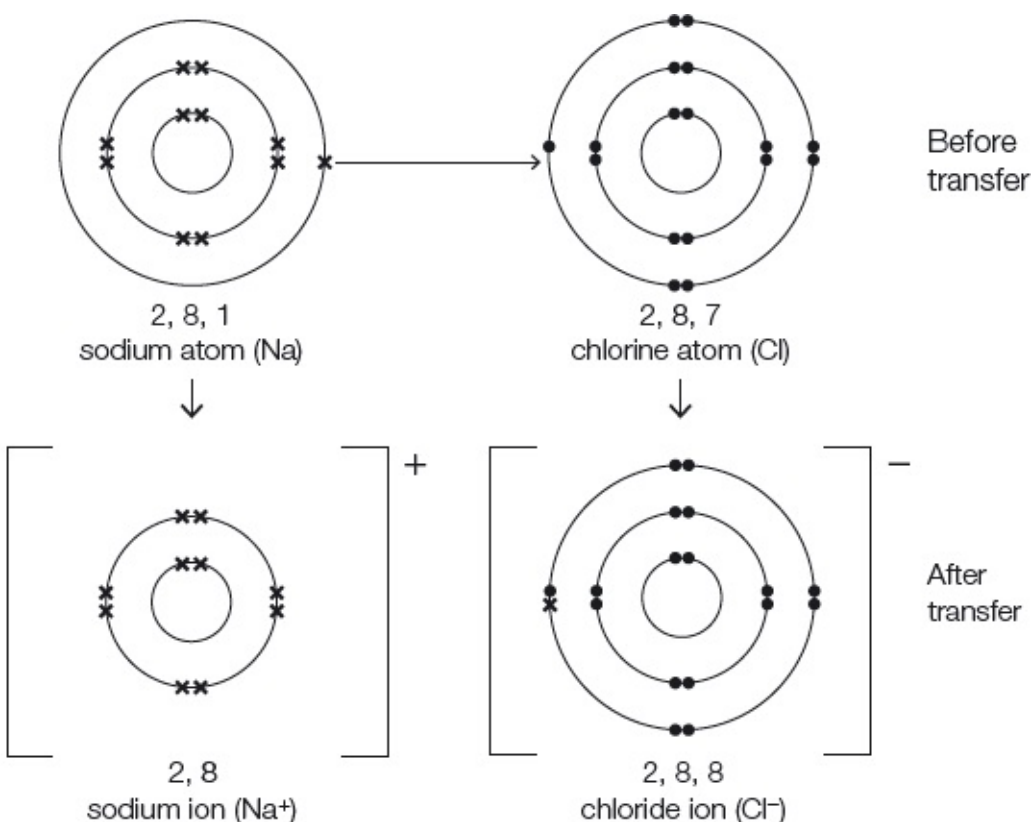 Before
transfer
2, 8, 1
sodium atom (Na)
2, 8, 7
chlorine atom (Cl)
+
−
After
transfer
2, 8
sodium ion (Na⁺)
2, 8, 8
chloride ion (Cl⁻)